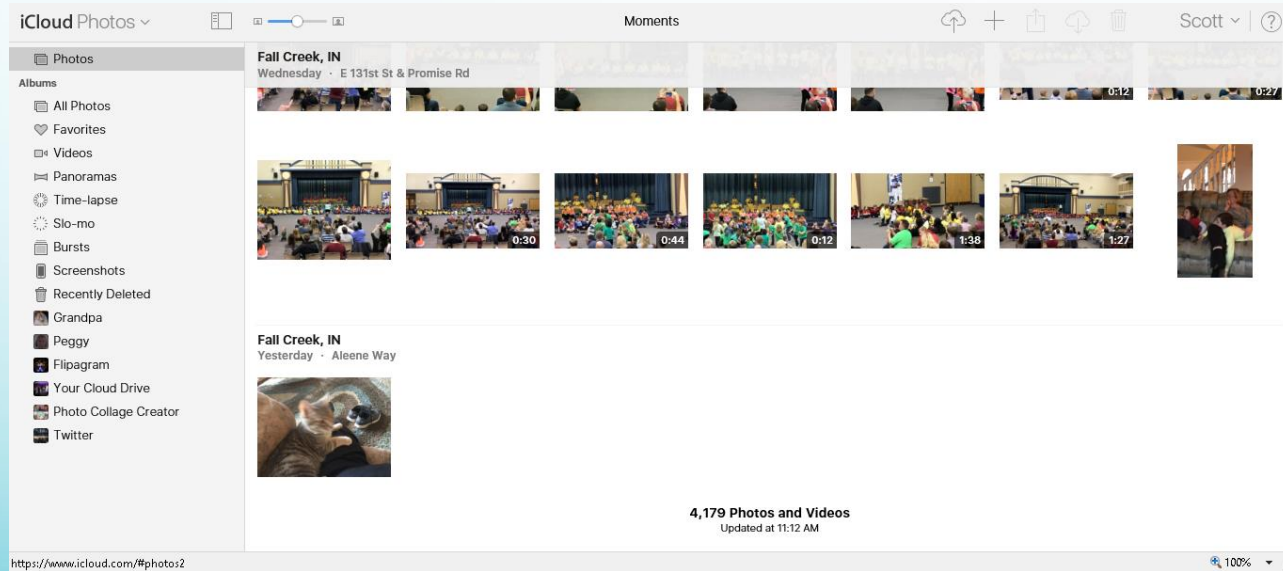 iCloud Photos
Moments
Scott
Photos
Albums
All Photos
Favorites
Videos
Panoramas
Time-lapse
Slo-mo
Bursts
Screenshots
Recently Deleted
Grandpa
Peggy
Flipagram
Your Cloud Drive
Photo Collage Creator
Twitter
Fall Creek, IN
Wednesday · E 131st St & Promise Rd
0:12
0:27
0:30
0:44
0:12
1:38
1:27
Fall Creek, IN
Yesterday · Aleene Way
4,179 Photos and Videos
Updated at 11:12 AM
https://www.icloud.com/#photos2
100%